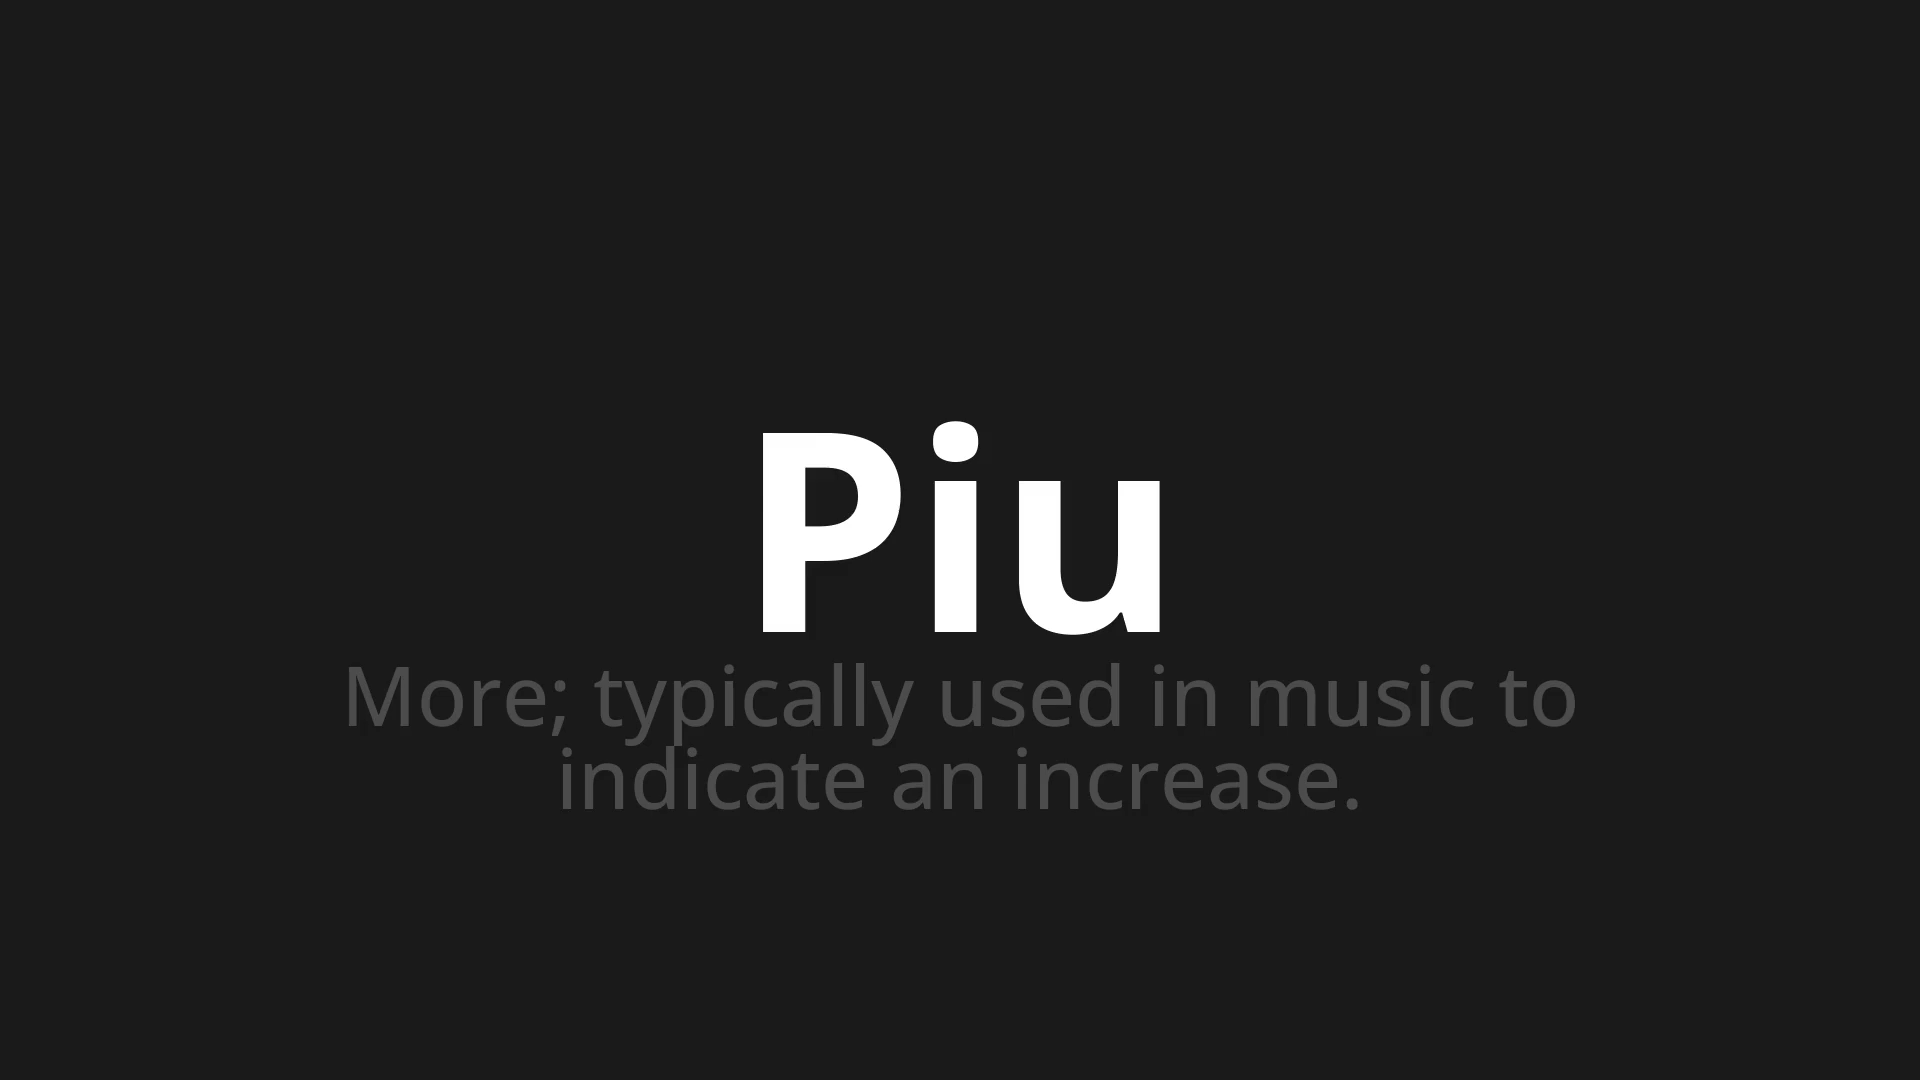 Piu
More; typically used in music to
indicate an increase.